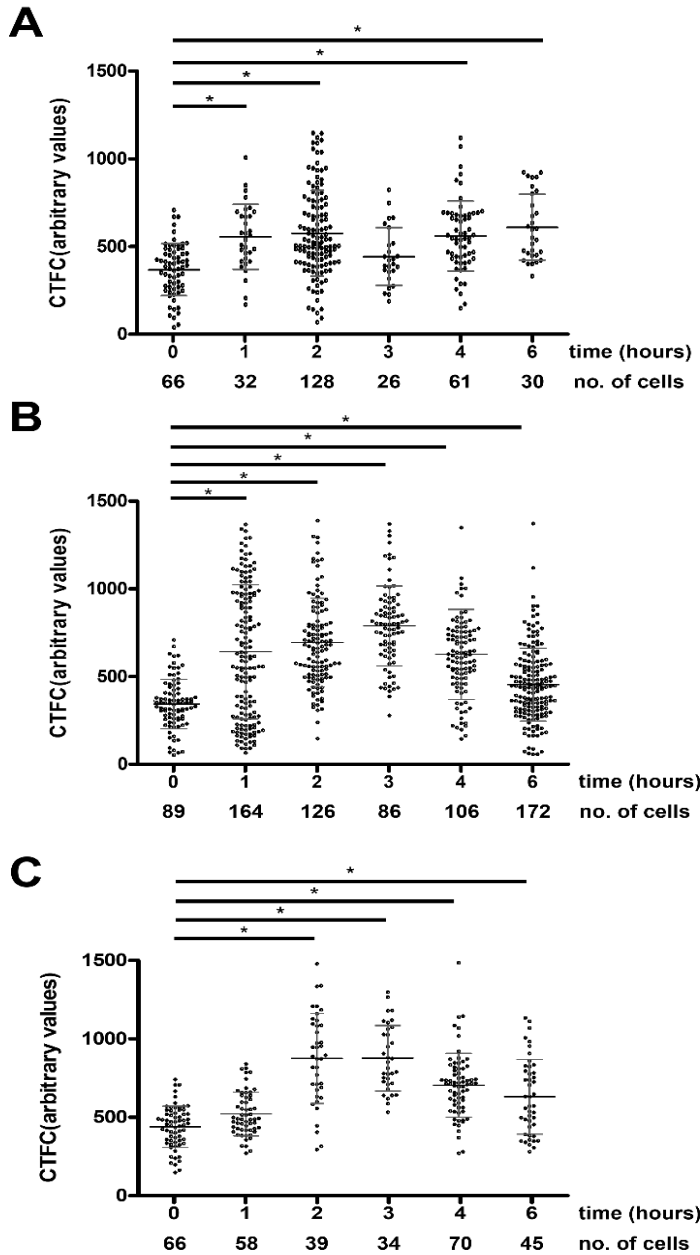 A
*
*
*
*
1500
1000
500
0
CTFC(arbitrary values)
0 1 2 3 4 6 time (hours)
66 32 128 26 61 30 no. of cells
B
*
*
*
*
*
1500
1000
500
0
CTFC(arbitrary values)
0 1 2 3 4 6 time (hours)
89 164 126 86 106 172 no. of cells
C
*
*
*
*
1500
1000
500
0
CTFC(arbitrary values)
0 1 2 3 4 6 time (hours)
66 58 39 34 70 45 no. of cells